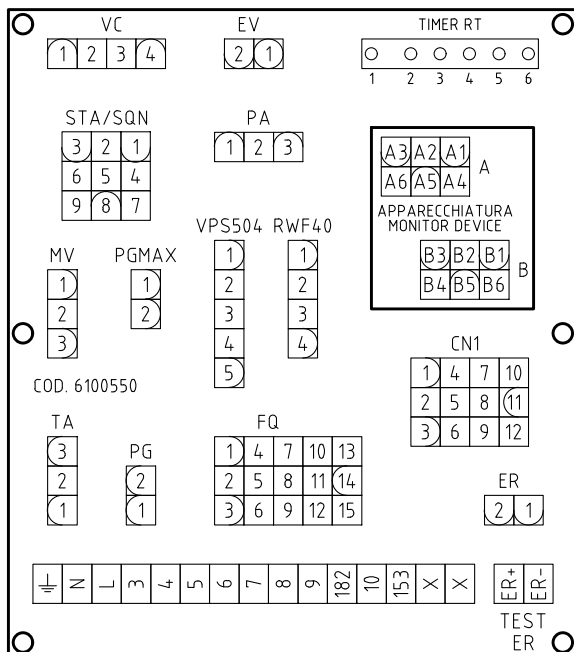 VC EV TIMER RT
1 2 3 4 2 1
1 2 3 4 5 6
STA/SQN PA
3 2 1 1 2 3
6 5 4
9 8 7
A3 A2 A1 A
A6 A5 A4
APPARECCHIATURA
MONITOR DEVICE
B3 B2 B1 B
B4 B5 B6
VPS504 RWF40
1 1
2 2
3 3
4 4
5
MV PGMAX
1 1
2 2
3
CN1
1 4 7 10
2 5 8 11
3 6 9 12
COD. 6100550
TA PG FQ
3 2
2 1
1
1 4 7 10 13
2 5 8 11 14
3 6 9 12 15
ER
2 1
N L 3 4 5 6 7 8 9 182 10 153 X X ER+ ER-
TEST
ER